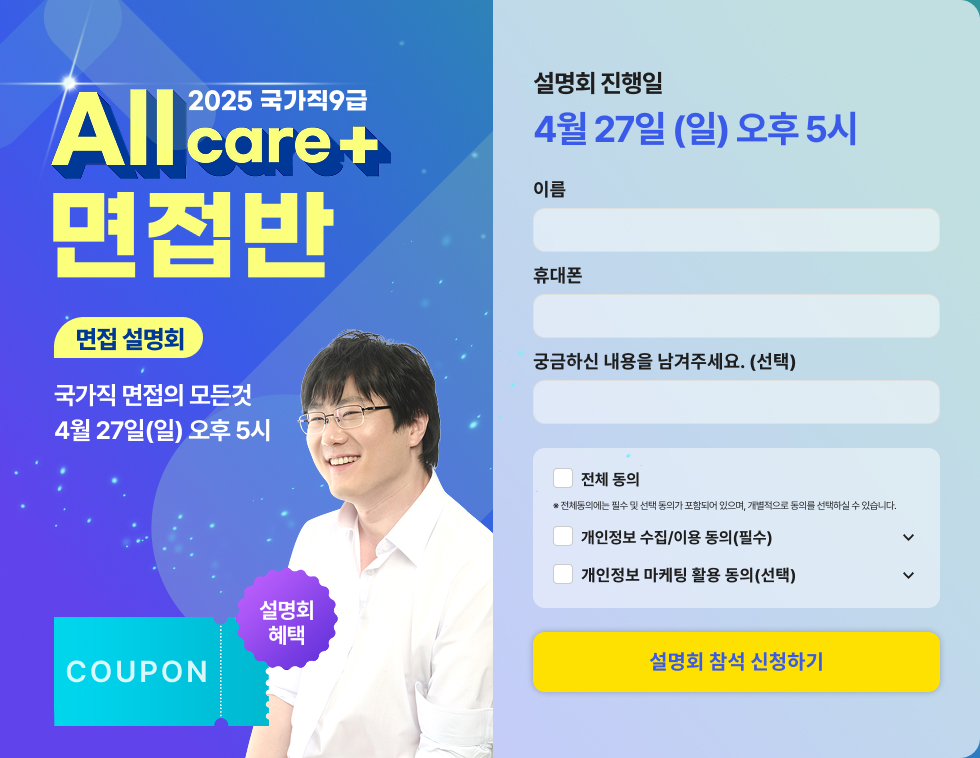 2025 국가직9급
All care+
면접반
면접 설명회
국가직 면접의 모든것
4월 27일(일) 오후 5시
설명회
혜택
COUPON
설명회 진행일
4월 27일 (일) 오후 5시
이름
휴대폰
궁금하신 내용을 남겨주세요. (선택)
전체 동의
※ 전체동의에는 필수 및 선택 동의가 포함되어 있으며, 개별적으로 동의를 선택하실 수 있습니다.
개인정보 수집/이용 동의(필수)
개인정보 마케팅 활용 동의(선택)
설명회 참석 신청하기